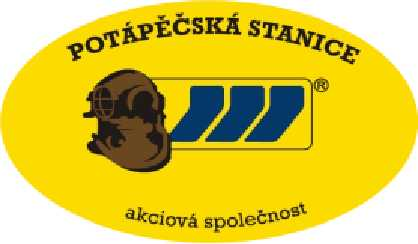 POTÁPĚČSKÁ STANICE
®
akciová společnost